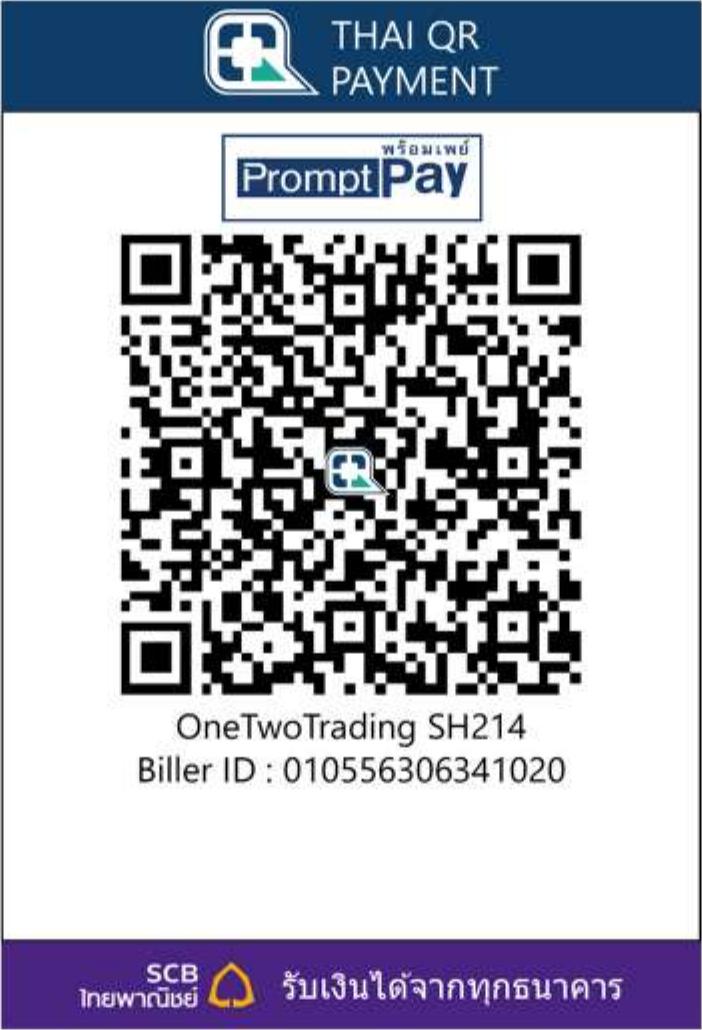 THAI QR
PAYMENT
พร้อมเพย์
PromptPay
OneTwoTrading SH214
Biller ID : 010556306341020
SCB
ไทยพาณิชย์
รับเงินได้จากทุกธนาคาร